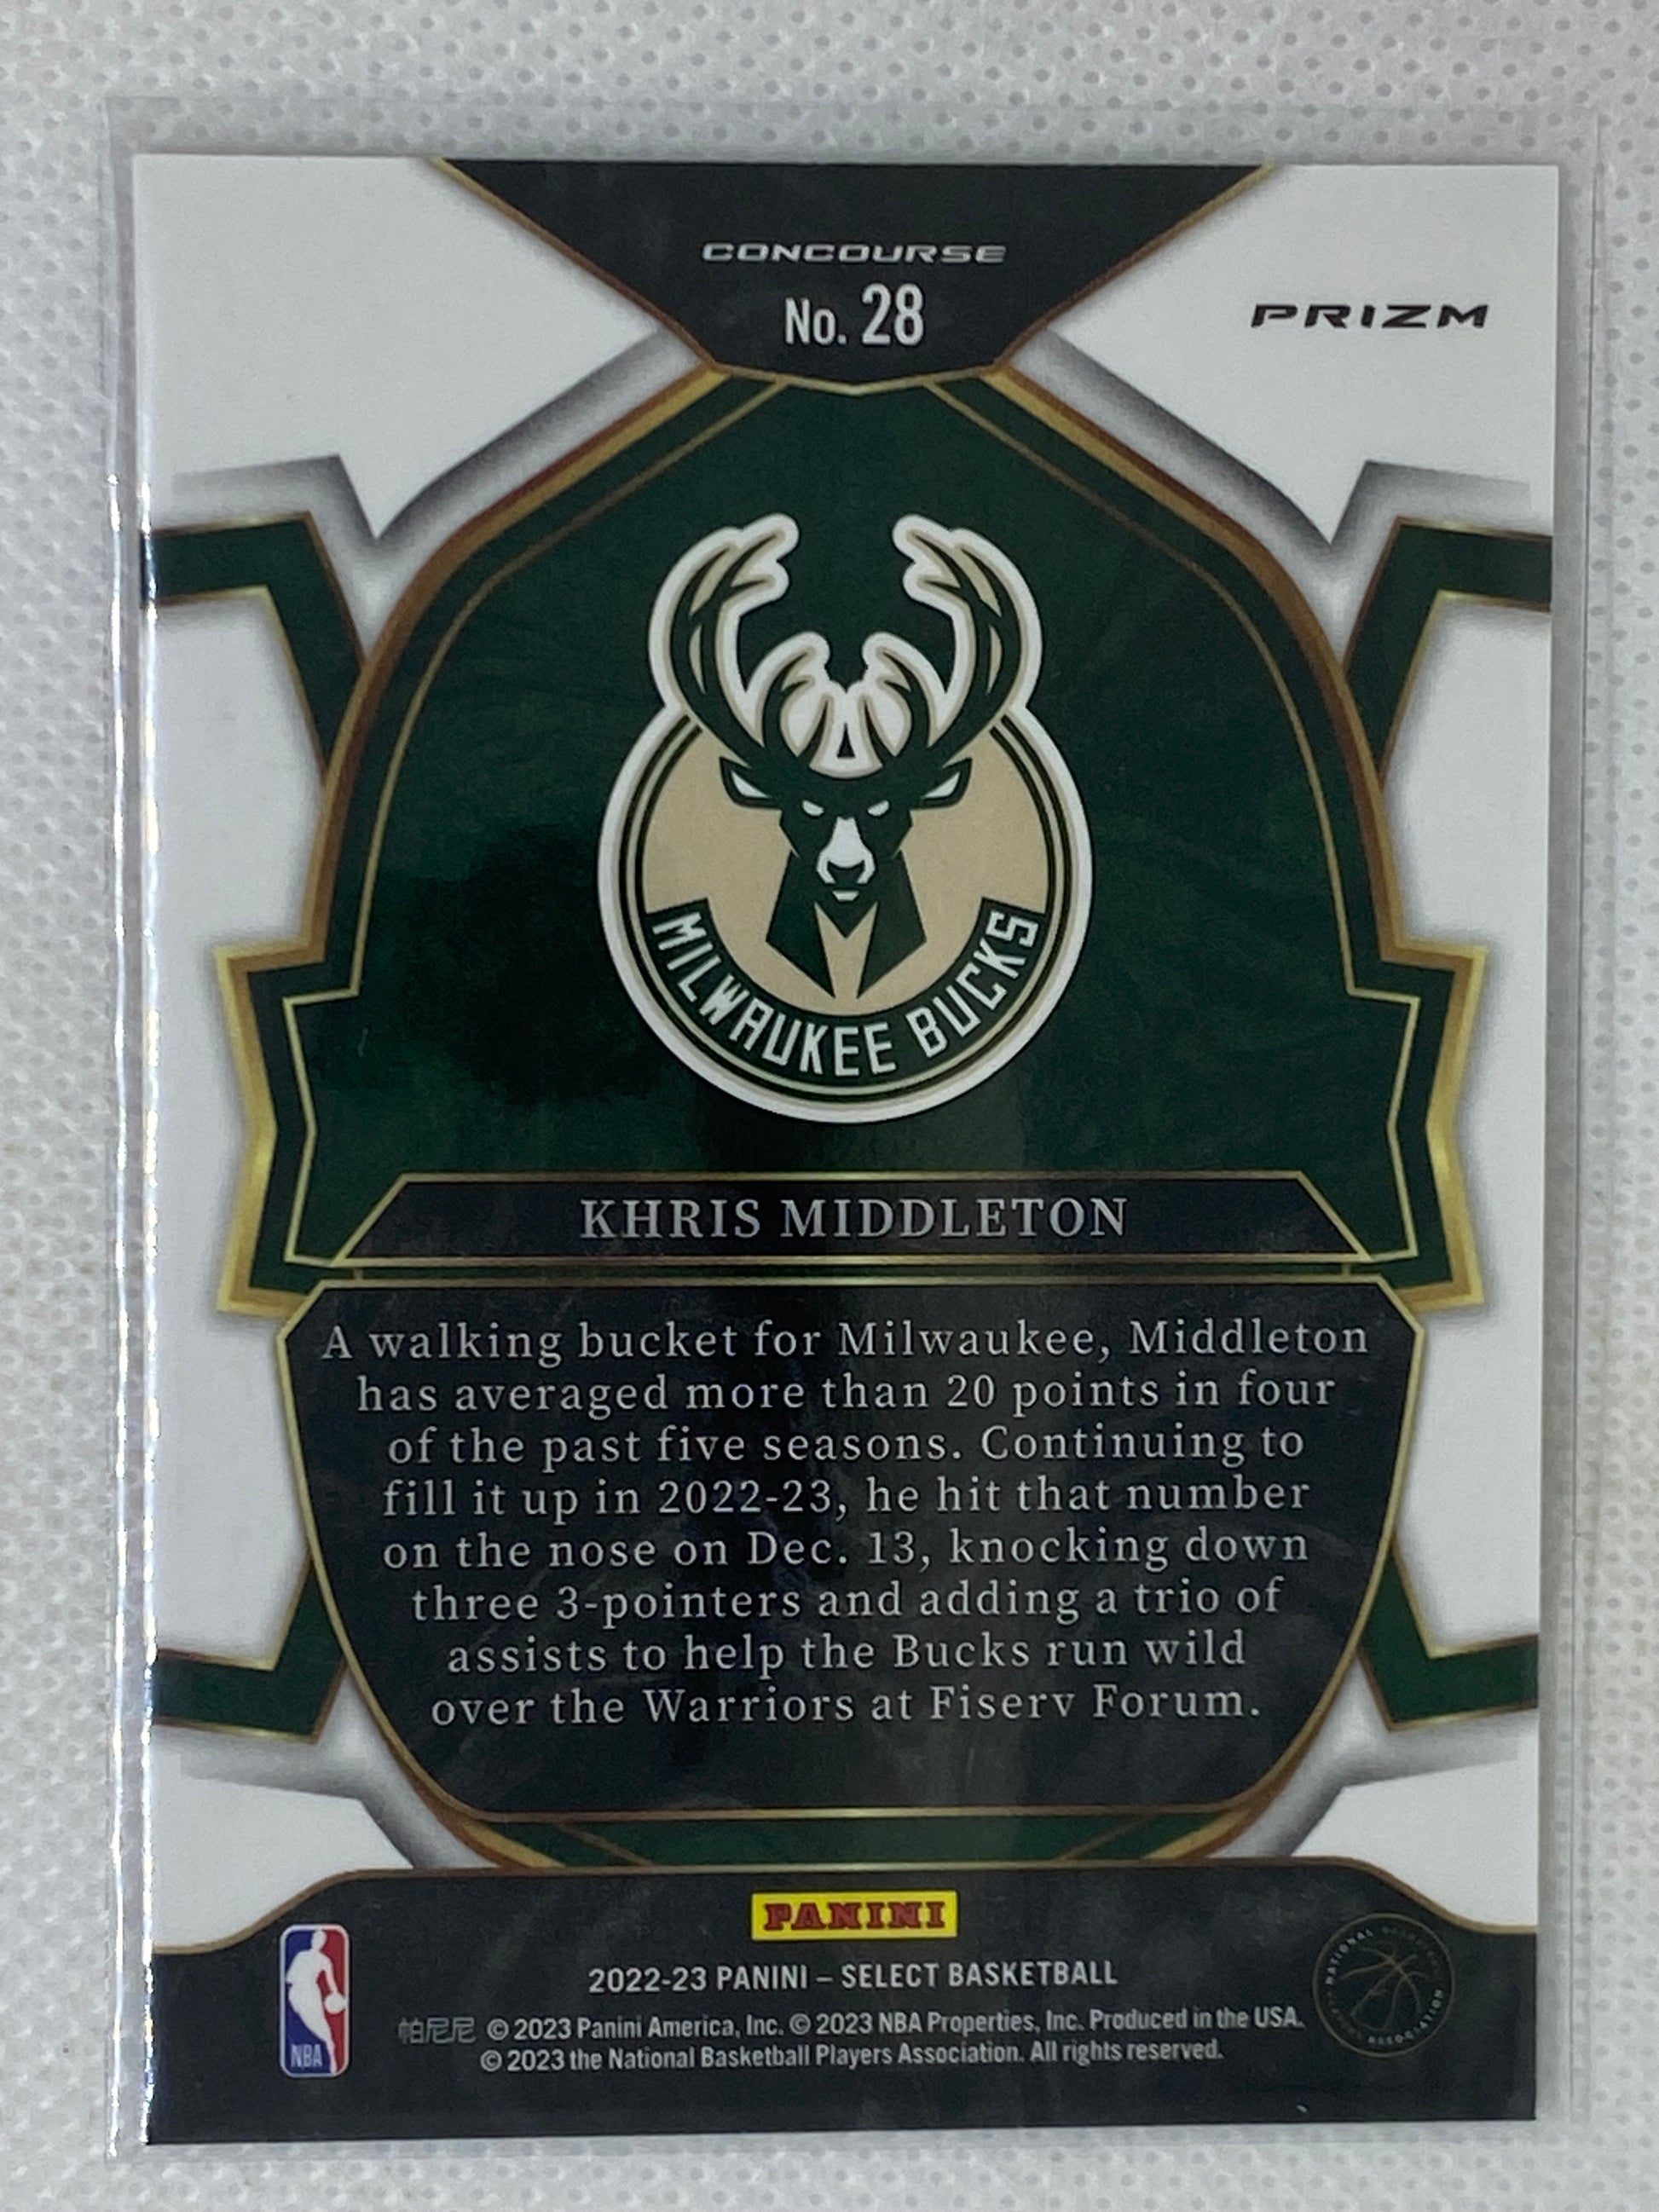 CONCOURSE
No. 28
PRIZM
MILWAUKEE BUCKS
KHRIS MIDDLETON
A walking bucket for Milwaukee, Middleton
has averaged more than 20 points in four
of the past five seasons. Continuing to
fill it up in 2022-23, he hit that number
on the nose on Dec. 13, knocking down
three 3-pointers and adding a trio of
assists to help the Bucks run wild
over the Warriors at Fiserv Forum.
PANINI
2022-23 PANINI – SELECT BASKETBALL
帕尼尼 © 2023 Panini America, Inc. © 2023 NBA Properties, Inc. Produced in the USA.
© 2023 the National Basketball Players Association. All rights reserved.
NBA
NATIONAL BASKETBALL PLAYERS ASSOCIATION